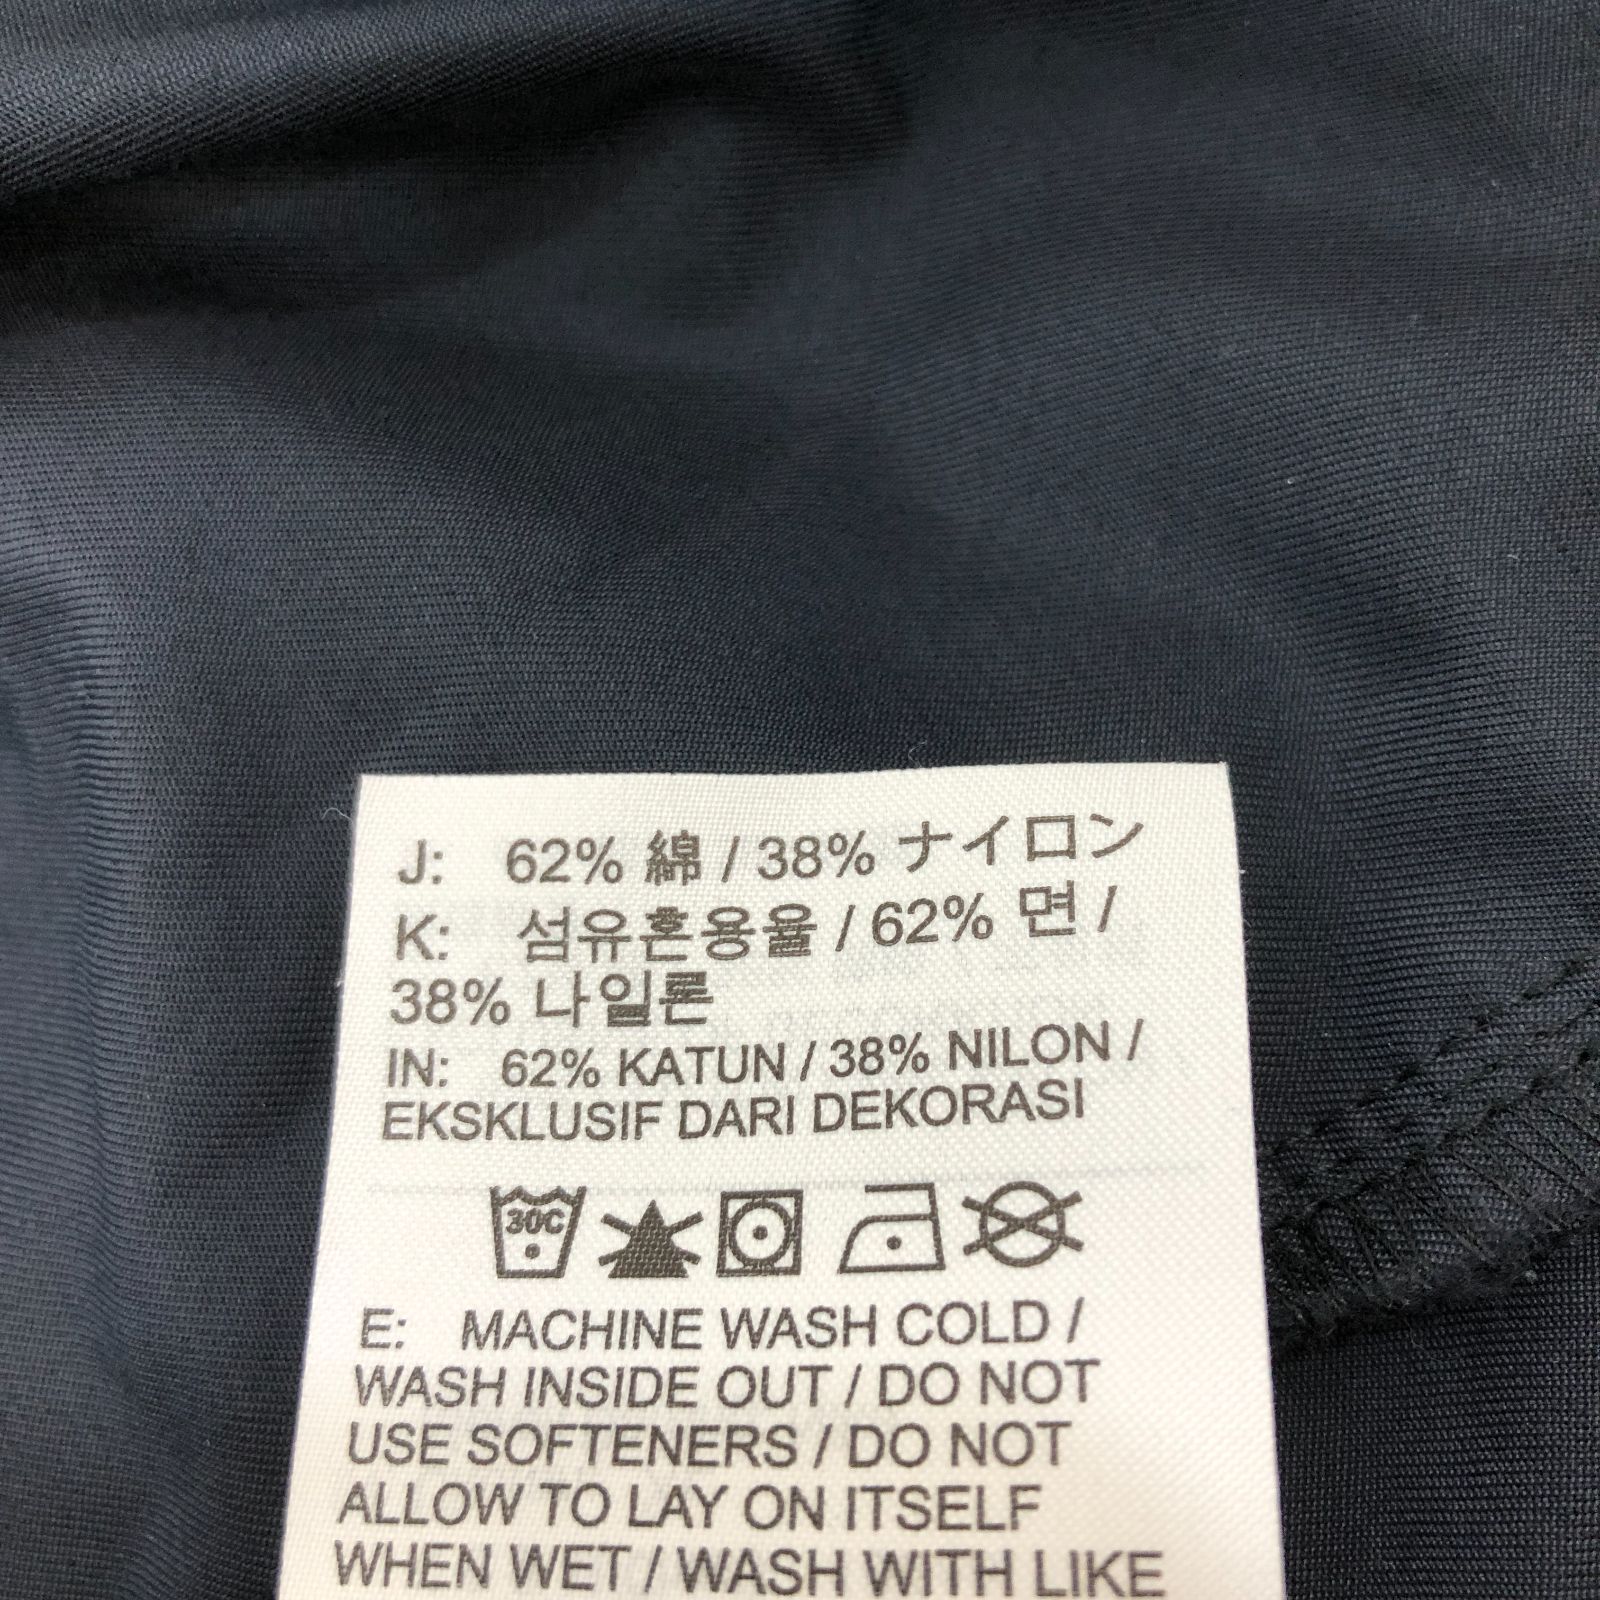 J: 62% 綿 / 38% ナイロン
K: 섬유혼용율 / 62% 면 /
38% 나일론
IN: 62% KATUN / 38% NILON /
EKSKLUSIF DARI DEKORASI
30C
E: MACHINE WASH COLD /
WASH INSIDE OUT / DO NOT
USE SOFTENERS / DO NOT
ALLOW TO LAY ON ITSELF
WHEN WET / WASH WITH LIKE